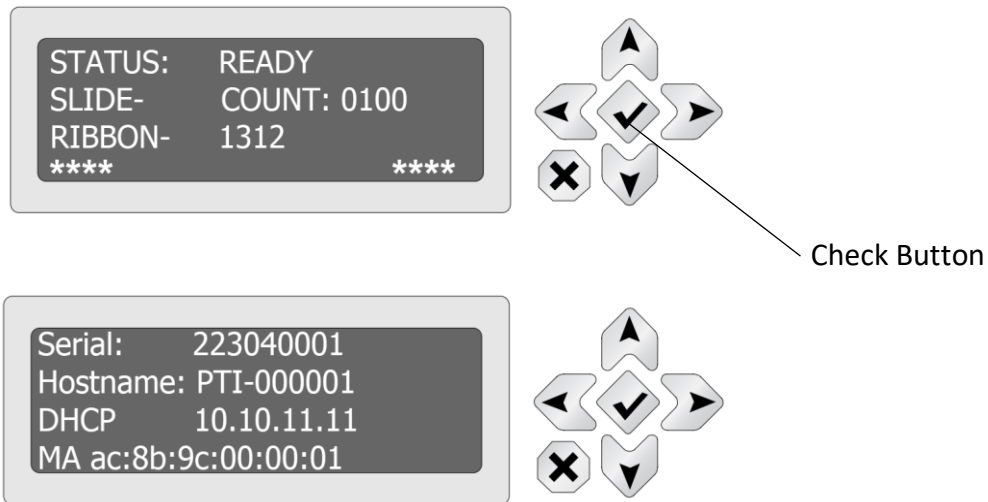 STATUS: READY
SLIDE- COUNT: 0100
RIBBON- 1312
**** ****
Check Button
Serial: 223040001
Hostname: PTI-000001
DHCP 10.10.11.11
MA ac:8b:9c:00:00:01